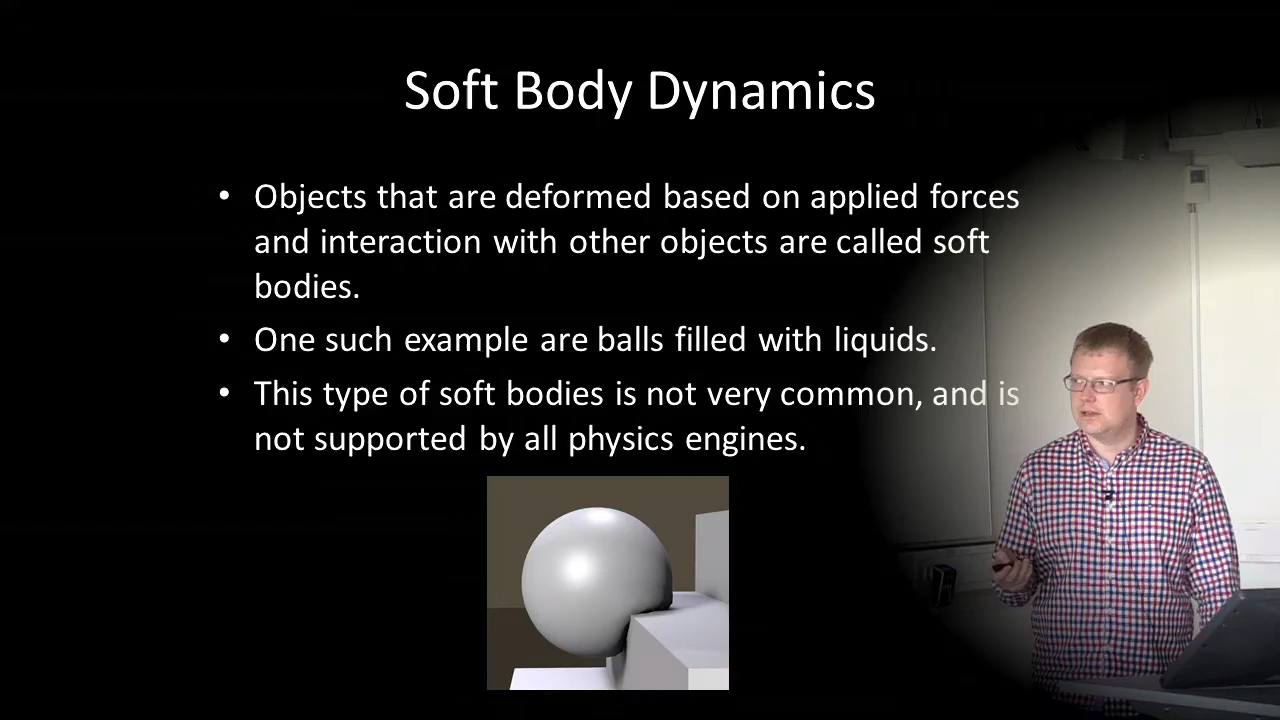 Soft Body Dynamics
• Objects that are deformed based on applied forces
and interaction with other objects are called soft
bodies.
• One such example are balls filled with liquids.
• This type of soft bodies is not very common, and is
not supported by all physics engines.